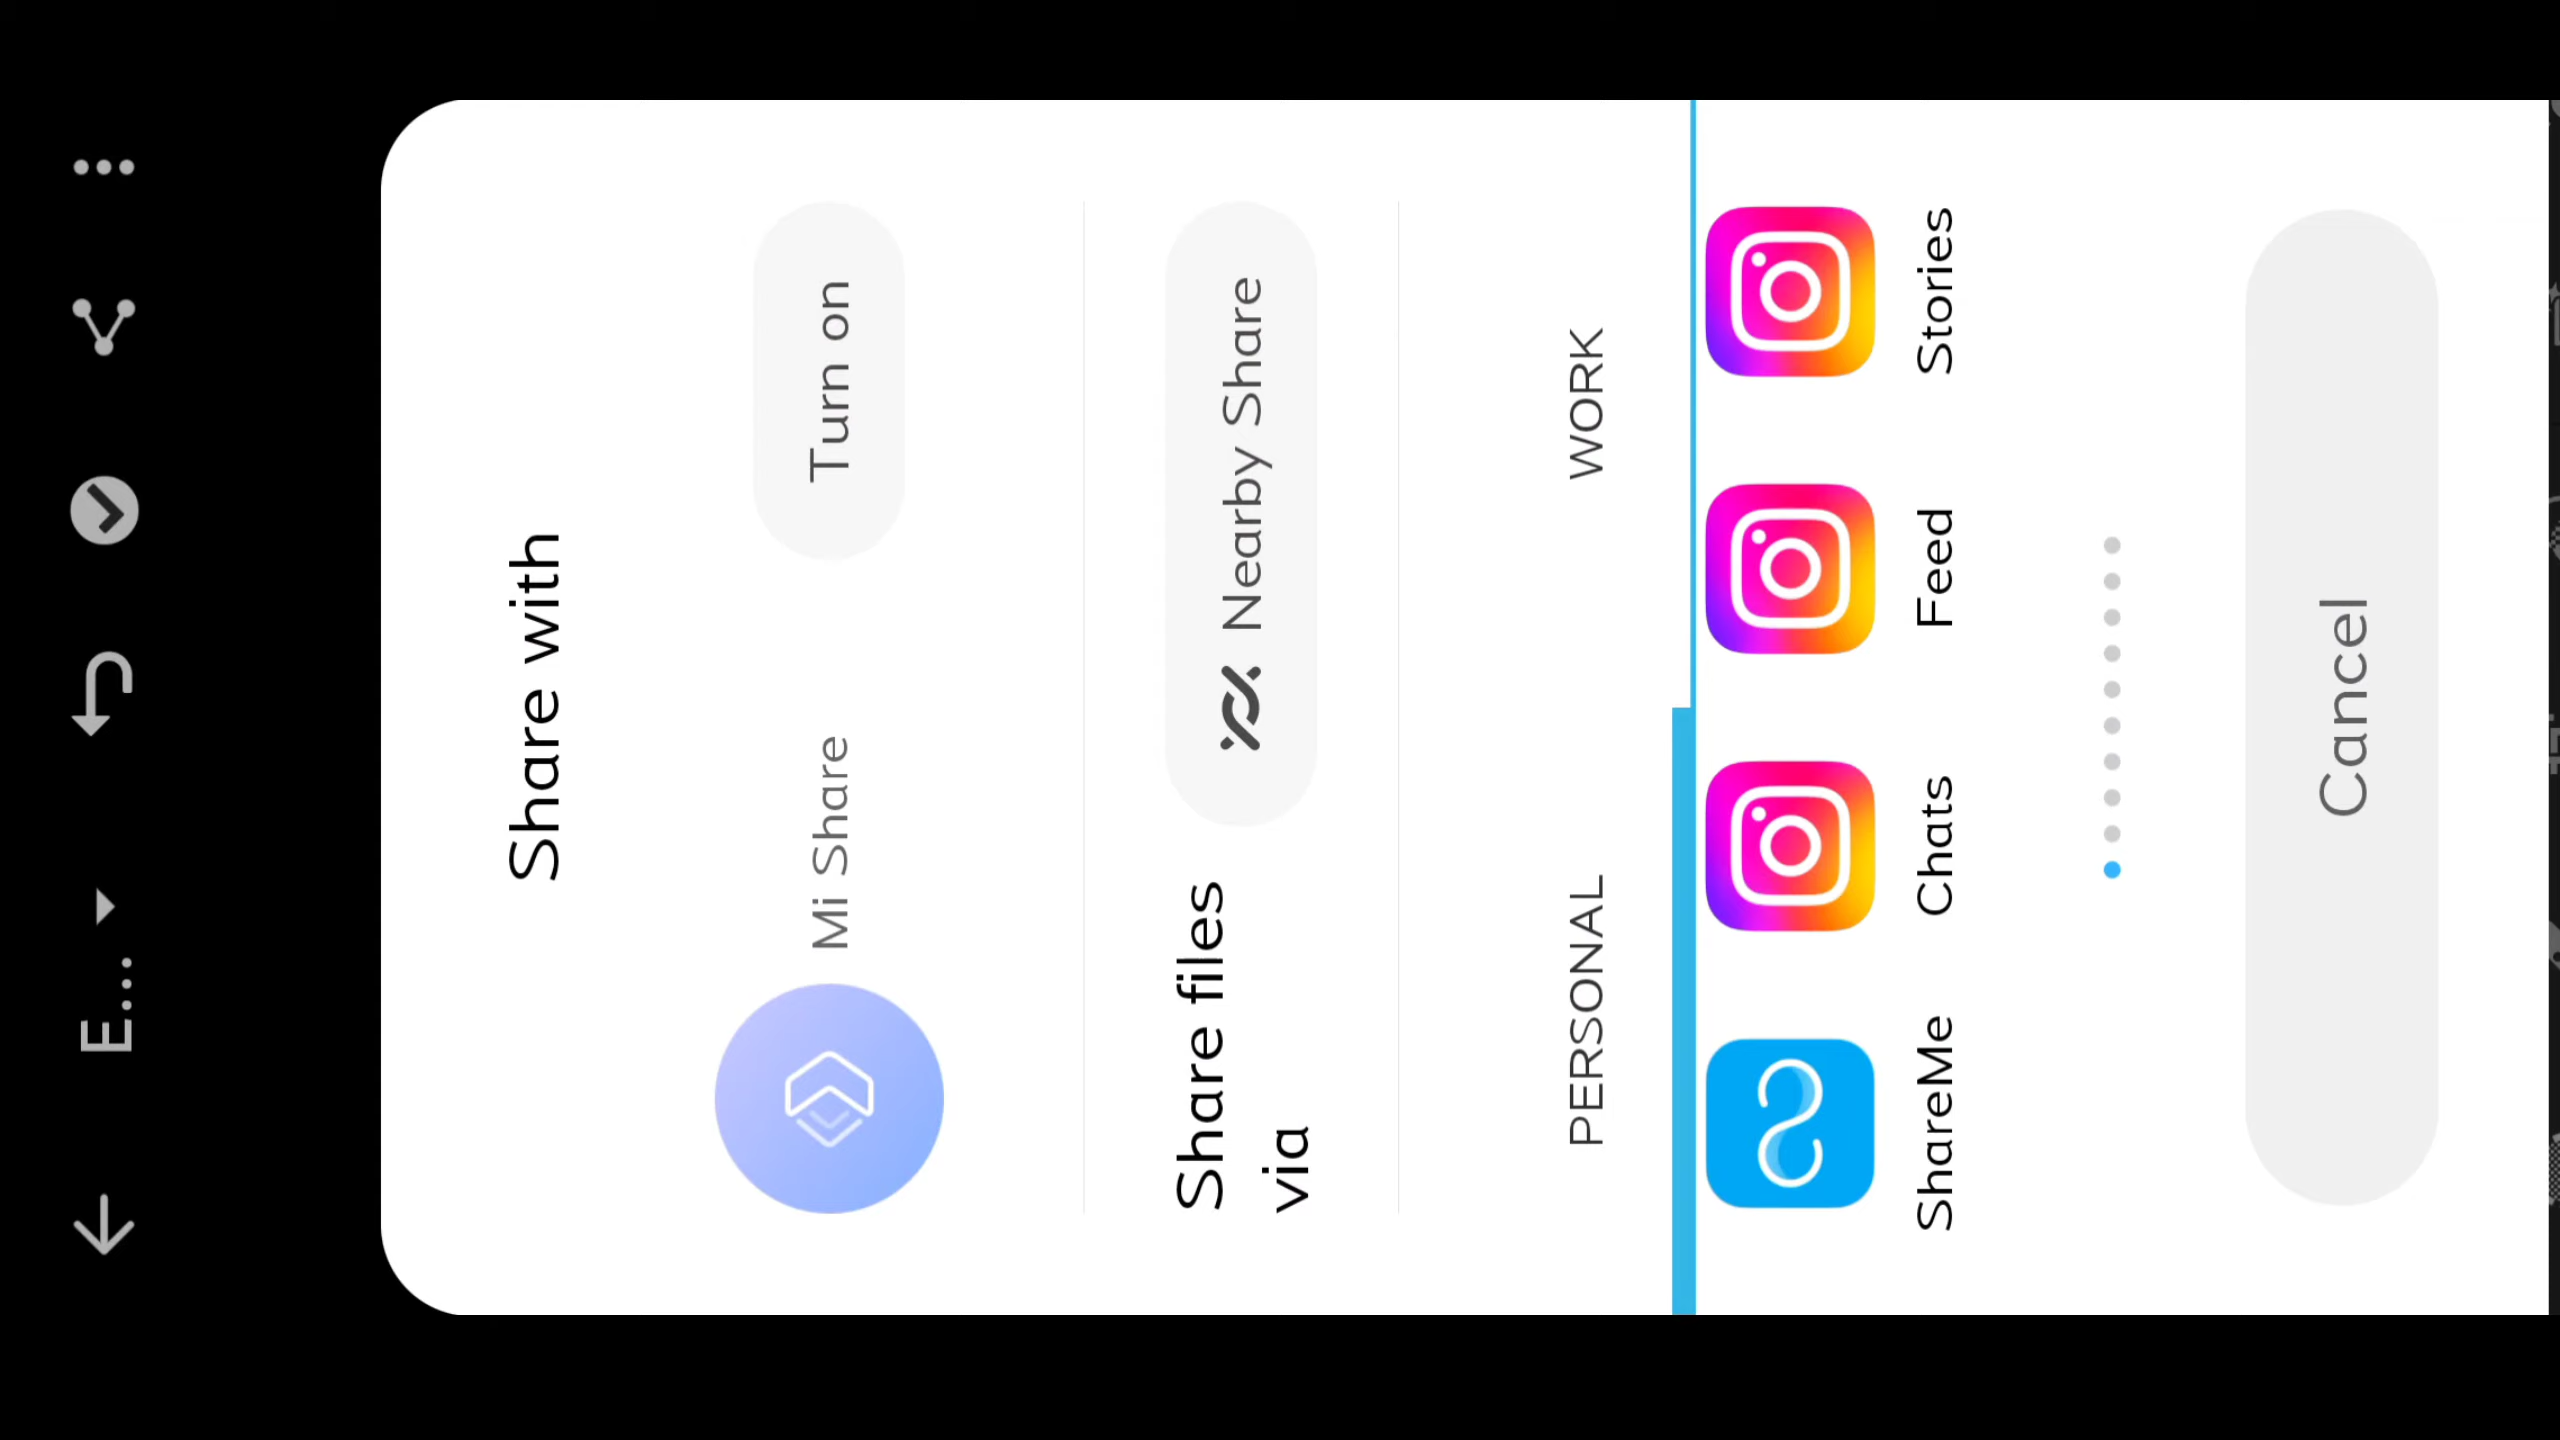 E...
Share with
Mi Share
Turn on
Share files
via
Nearby Share
PERSONAL
WORK
ShareMe
Chats
Feed
Stories
Cancel